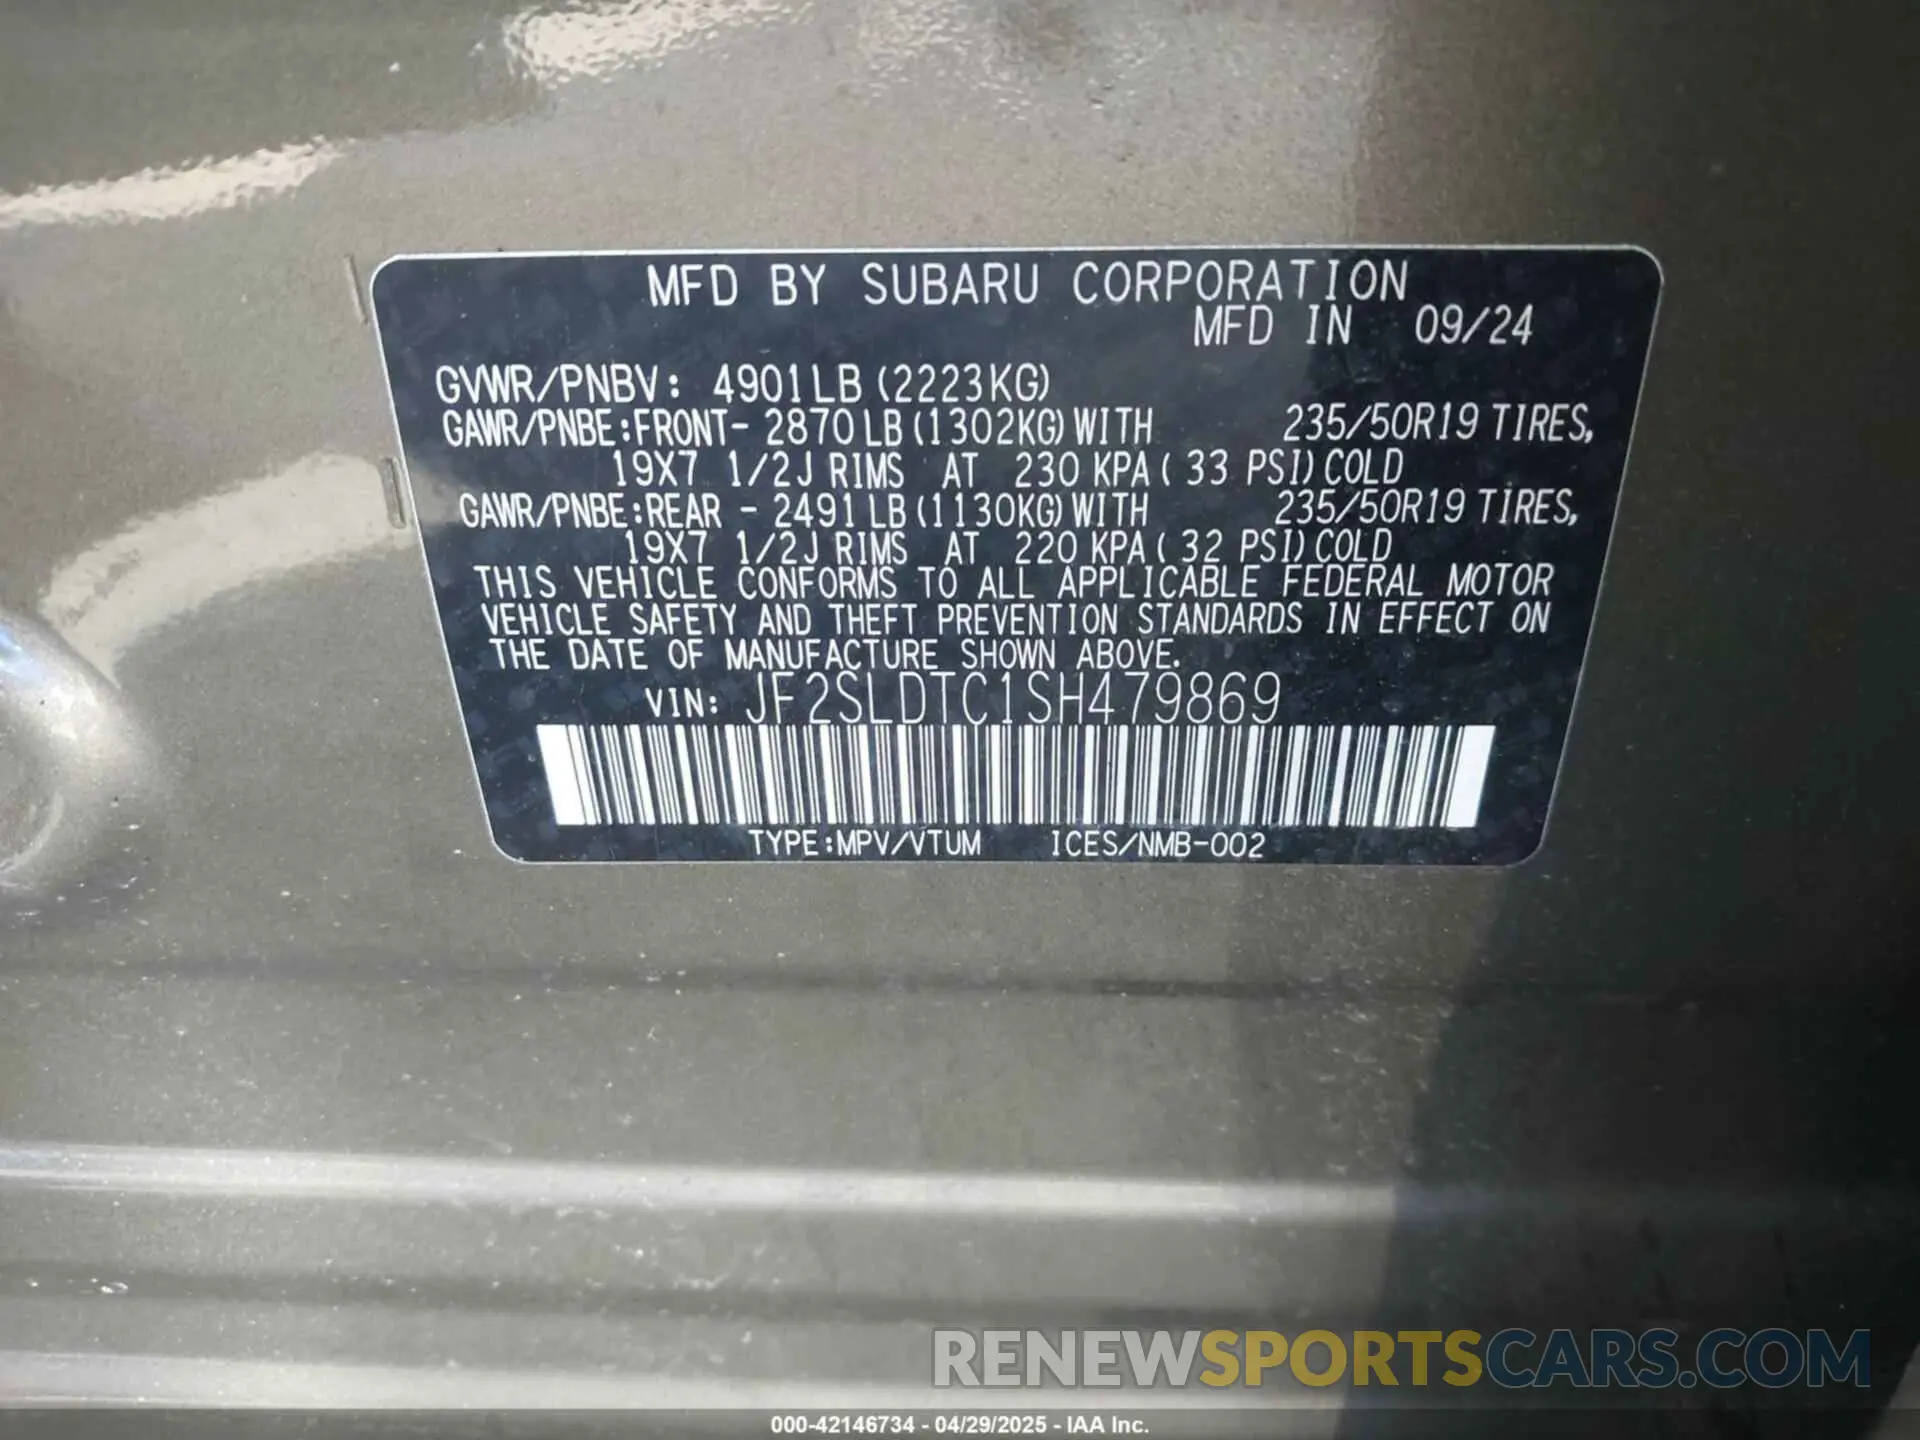 MFD BY SUBARU CORPORATION
MFD IN 09/24
GVWR/PNBV: 4901LB (2223KG)
GAWR/PNBE:FRONT- 2870LB(1302KG)WITH 235/50R19 TIRES,
19X7 1/2J RIMS AT 230 KPA( 33 PSI)COLD
GAWR/PNBE:REAR - 2491LB(1130KG)WITH 235/50R19 TIRES,
19X7 1/2J RIMS AT 220 KPA( 32 PSI)COLD
THIS VEHICLE CONFORMS TO ALL APPLICABLE FEDERAL MOTOR
VEHICLE SAFETY AND THEFT PREVENTION STANDARDS IN EFFECT ON
THE DATE OF MANUFACTURE SHOWN ABOVE.
VIN: JF2SLDTC1SH479869
TYPE:MPV/VTUM ICES/NMB-002
RENEWSPORTSCARS.COM
000-42146734 - 04/29/2025 - IAA Inc.